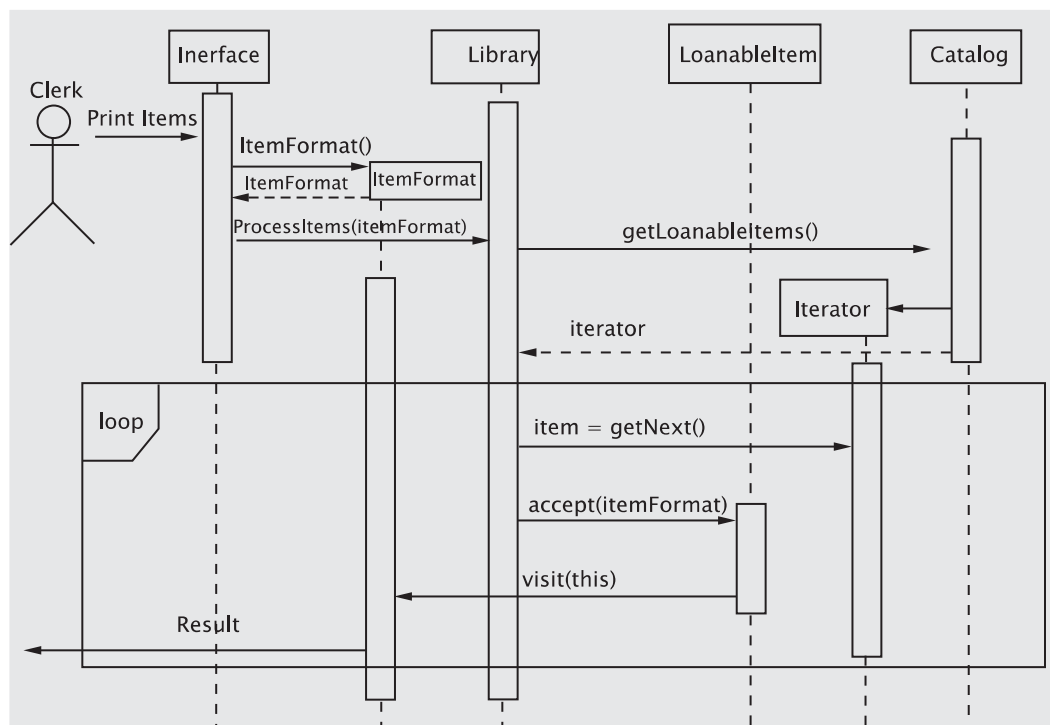 Inerface
Library
LoanableItem
Catalog
Clerk
Print Items
ItemFormat()
ItemFormat
ItemFormat
ProcessItems(itemFormat)
getLoanableItems()
Iterator
iterator
loop
item = getNext()
accept(itemFormat)
visit(this)
Result